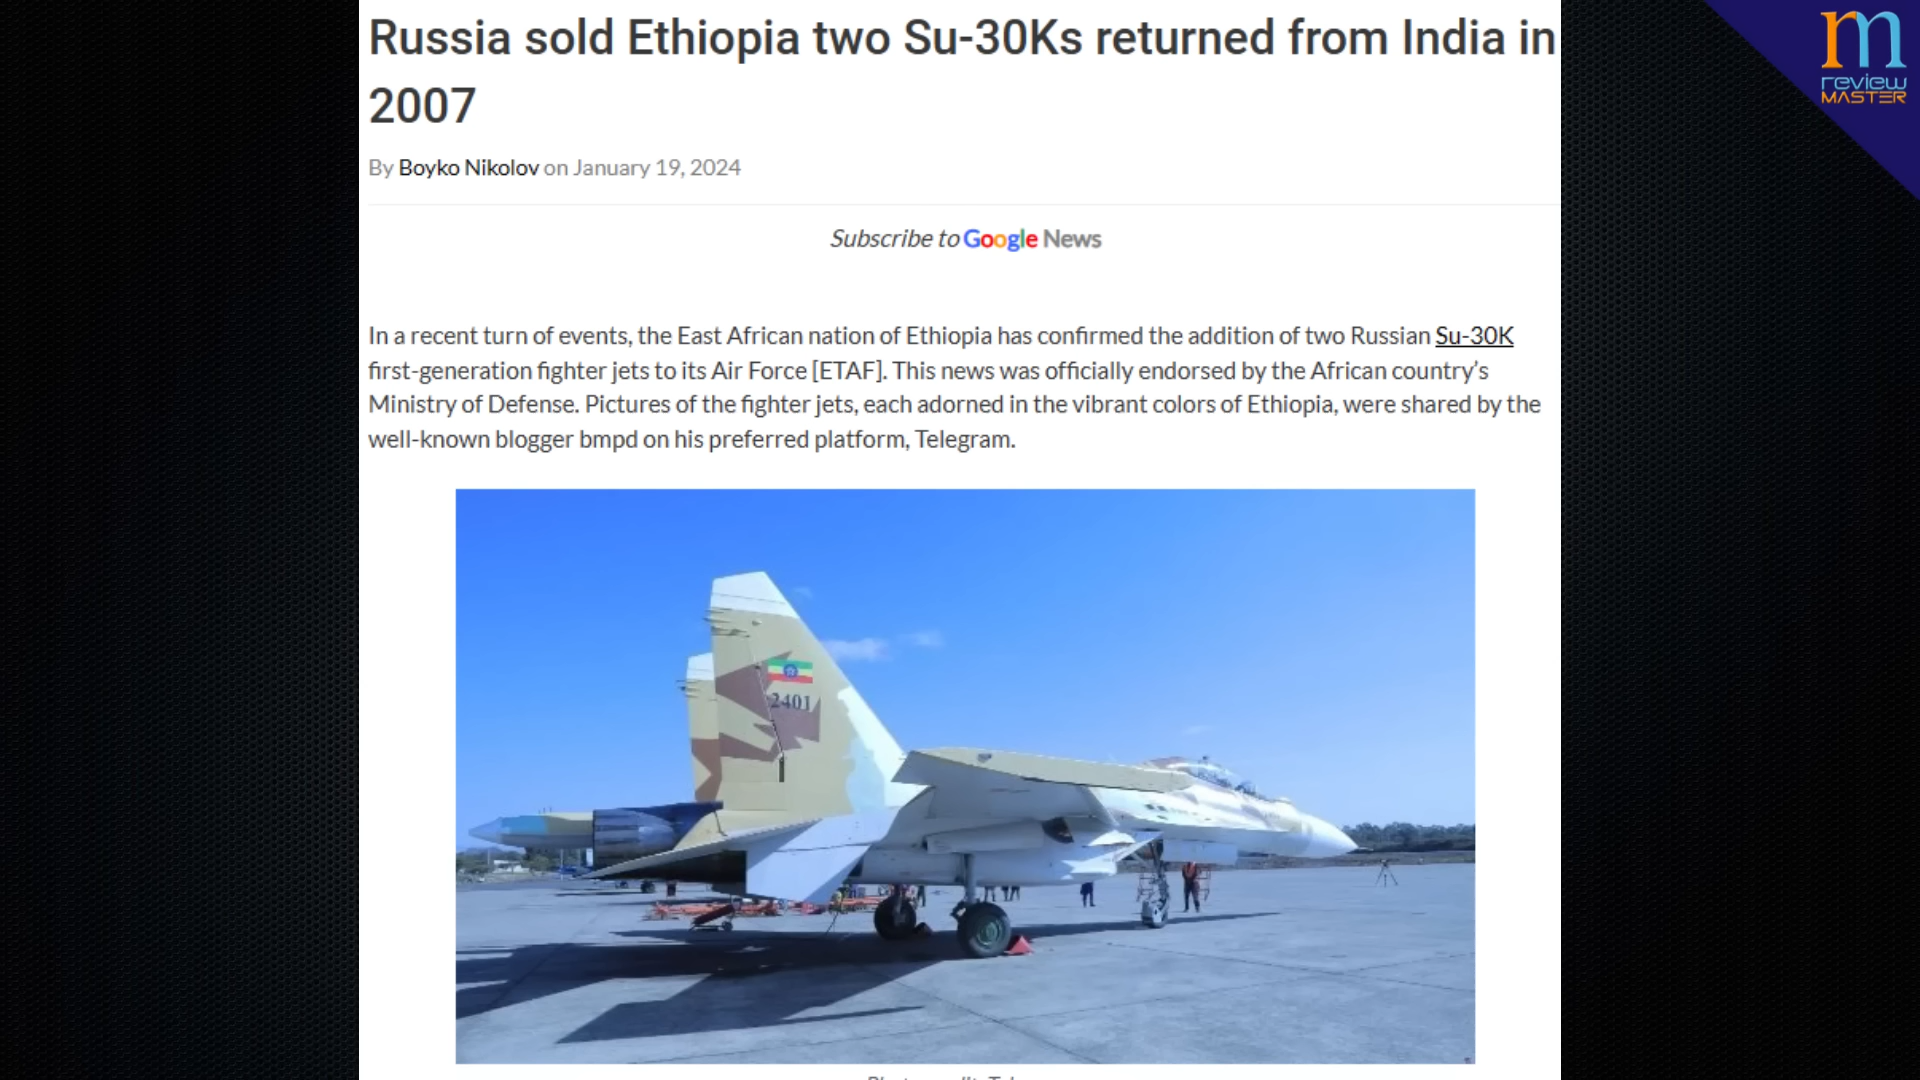 Russia sold Ethiopia two Su-30Ks returned from India in
2007
rm
review
MASTER
By Boyko Nikolov on January 19, 2024
Subscribe to Google News
In a recent turn of events, the East African nation of Ethiopia has confirmed the addition of two Russian Su-30K
first-generation fighter jets to its Air Force [ETAF]. This news was officially endorsed by the African country’s
Ministry of Defense. Pictures of the fighter jets, each adorned in the vibrant colors of Ethiopia, were shared by the
well-known blogger bmpd on his preferred platform, Telegram.
2401